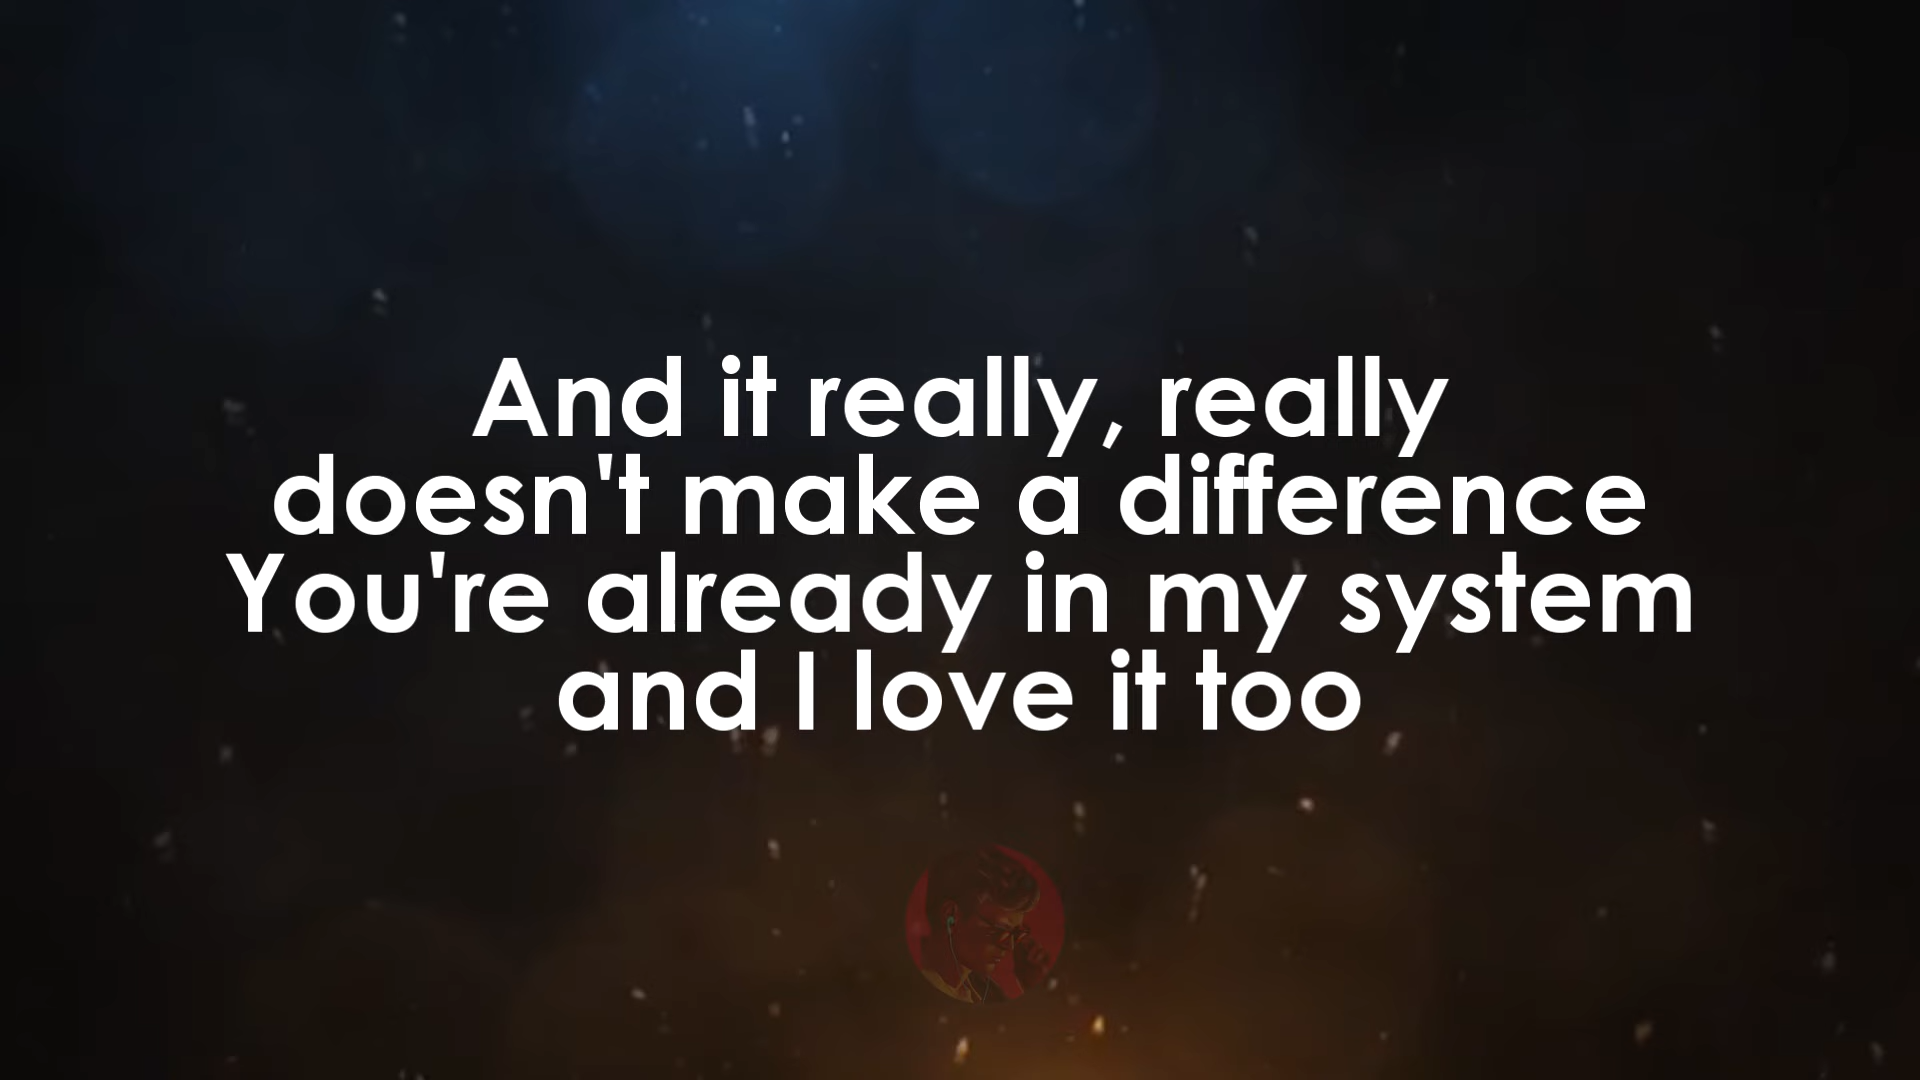 And it really, really
doesn't make a difference
You're already in my system
and I love it too